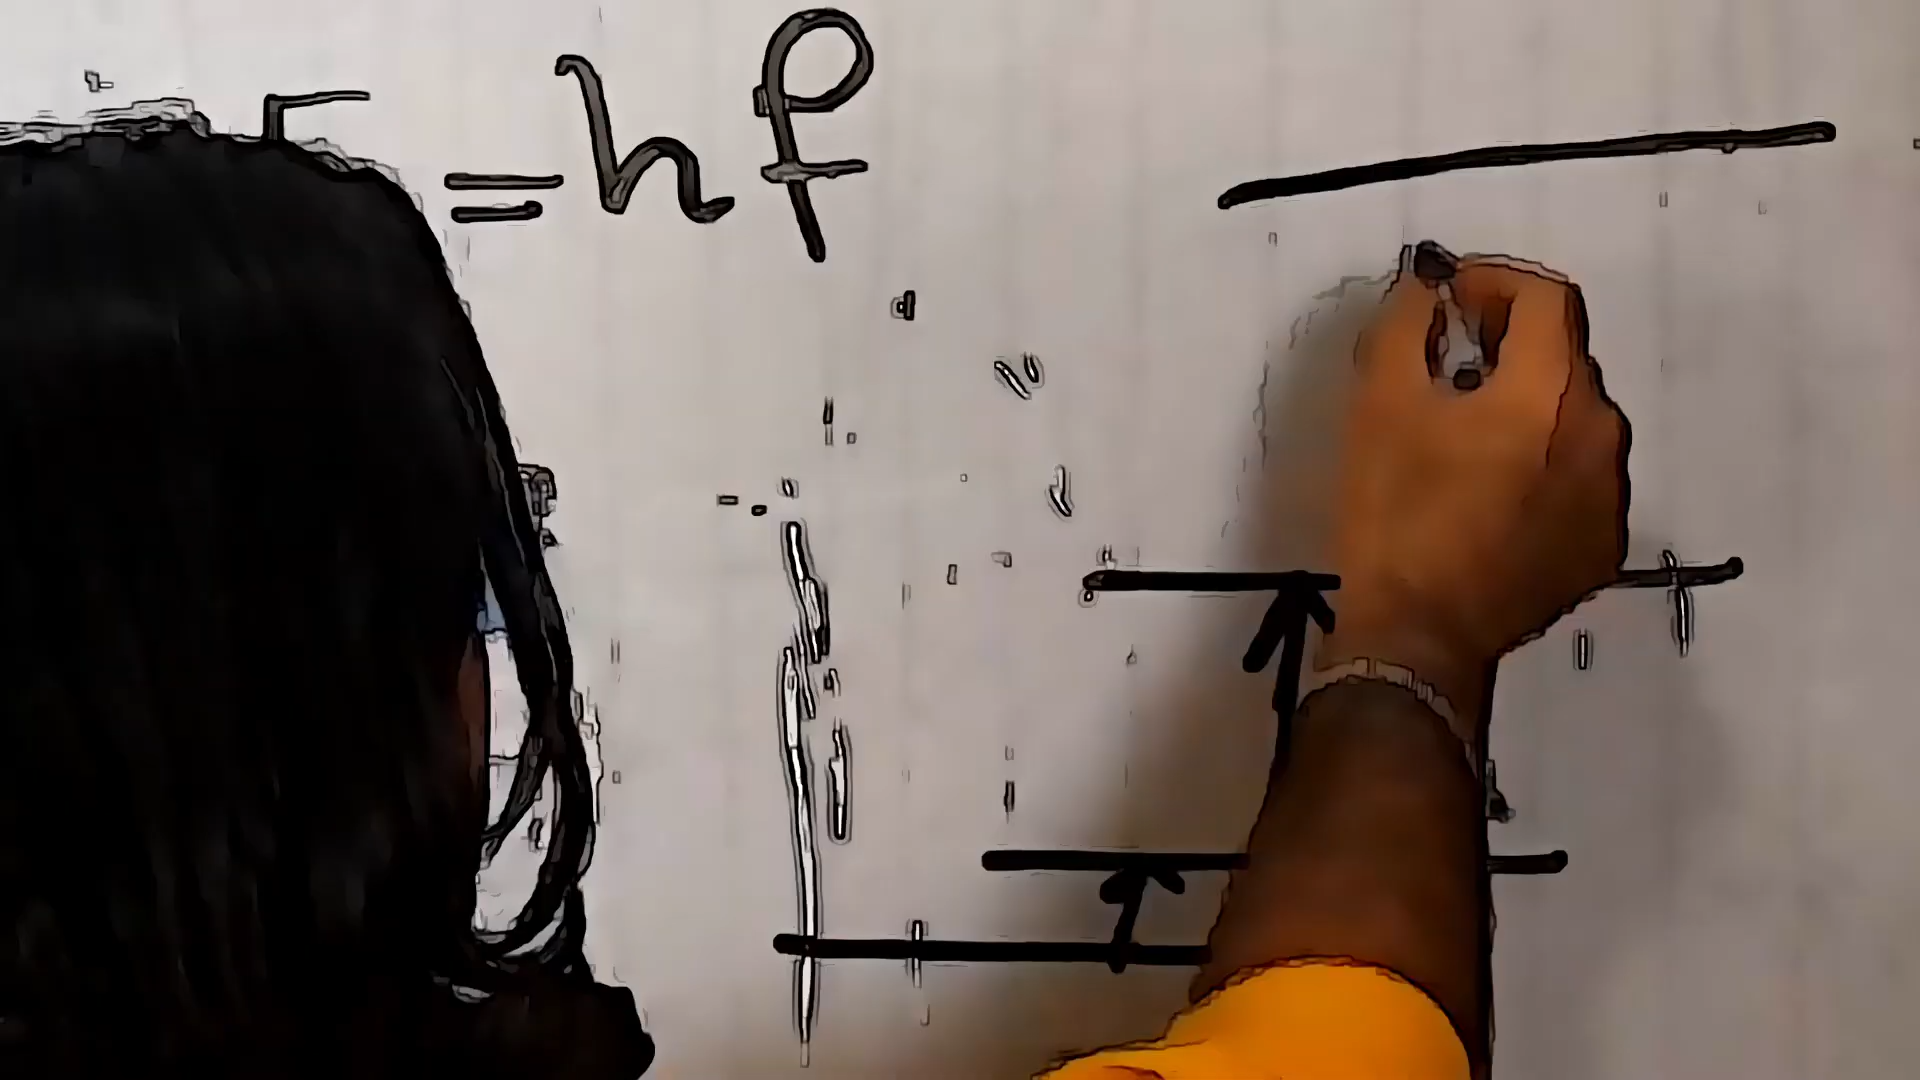 = hf